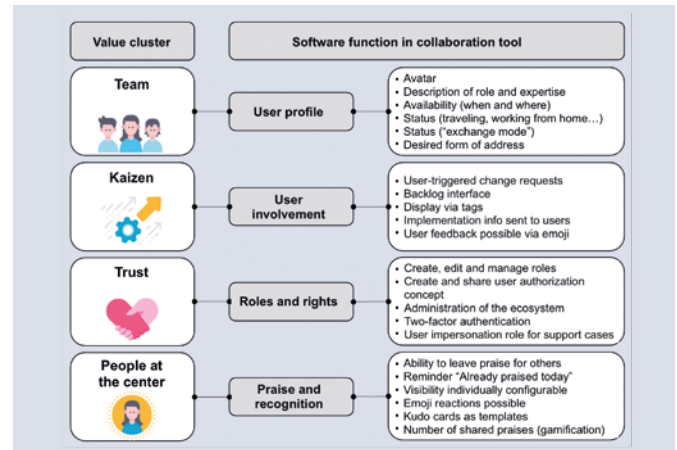 Value cluster
Software function in collaboration tool
Team
User profile
• Avatar
• Description of role and expertise
• Availability (when and where)
• Status (traveling, working from home...)
• Status ("exchange mode")
• Desired form of address
Kaizen
User
involvement
• User-triggered change requests
• Backlog interface
• Display via tags
• Implementation info sent to users
• User feedback possible via emoji
Trust
Roles and rights
• Create, edit and manage roles
• Create and share user authorization
concept
• Administration of the ecosystem
• Two-factor authentication
• User impersonation role for support cases
People at
the center
Praise and
recognition
• Ability to leave praise for others
• Reminder "Already praised today"
• Visibility individually configurable
• Emoji reactions possible
• Kudo cards as templates
• Number of shared praises (gamification)